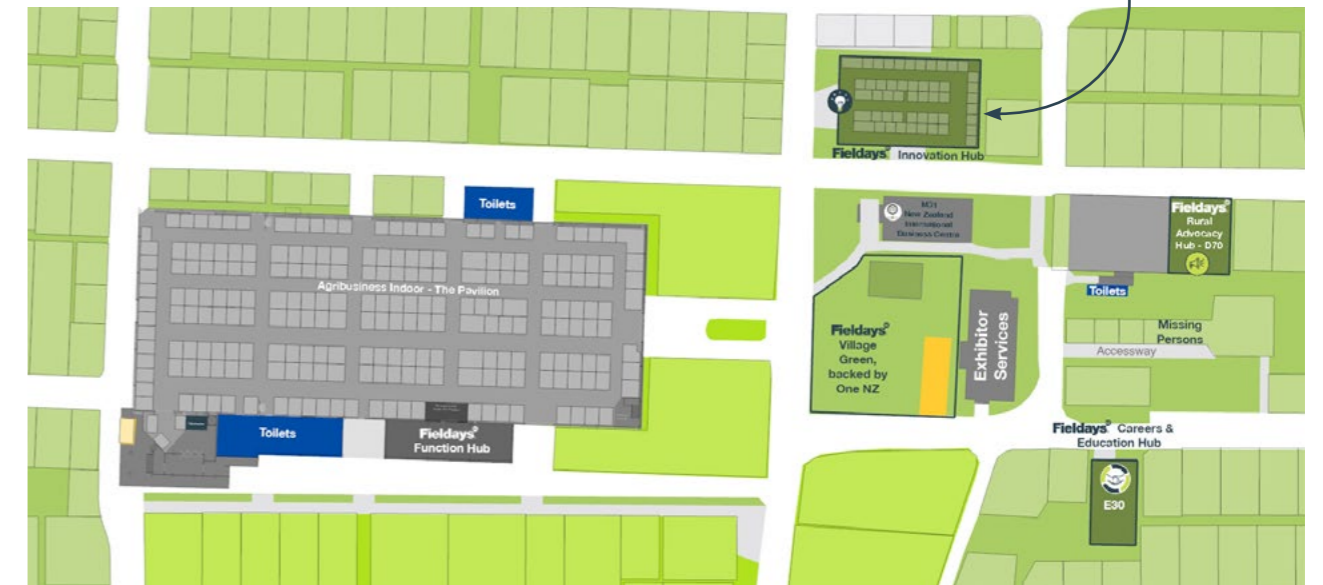 Fieldays® Innovation Hub
Toilets
New Zealand
International
Business Centre
Fieldays®
Rural
Advocacy
Hub - D70
Agribusiness Indoor - The Pavilion
Toilets
Fieldays®
Village
Green,
backed by
One NZ
Exhibitor
Services
Missing
Persons
Accessway
Toilets
Fieldays®
Function Hub
Fieldays® Careers &
Education Hub
E30